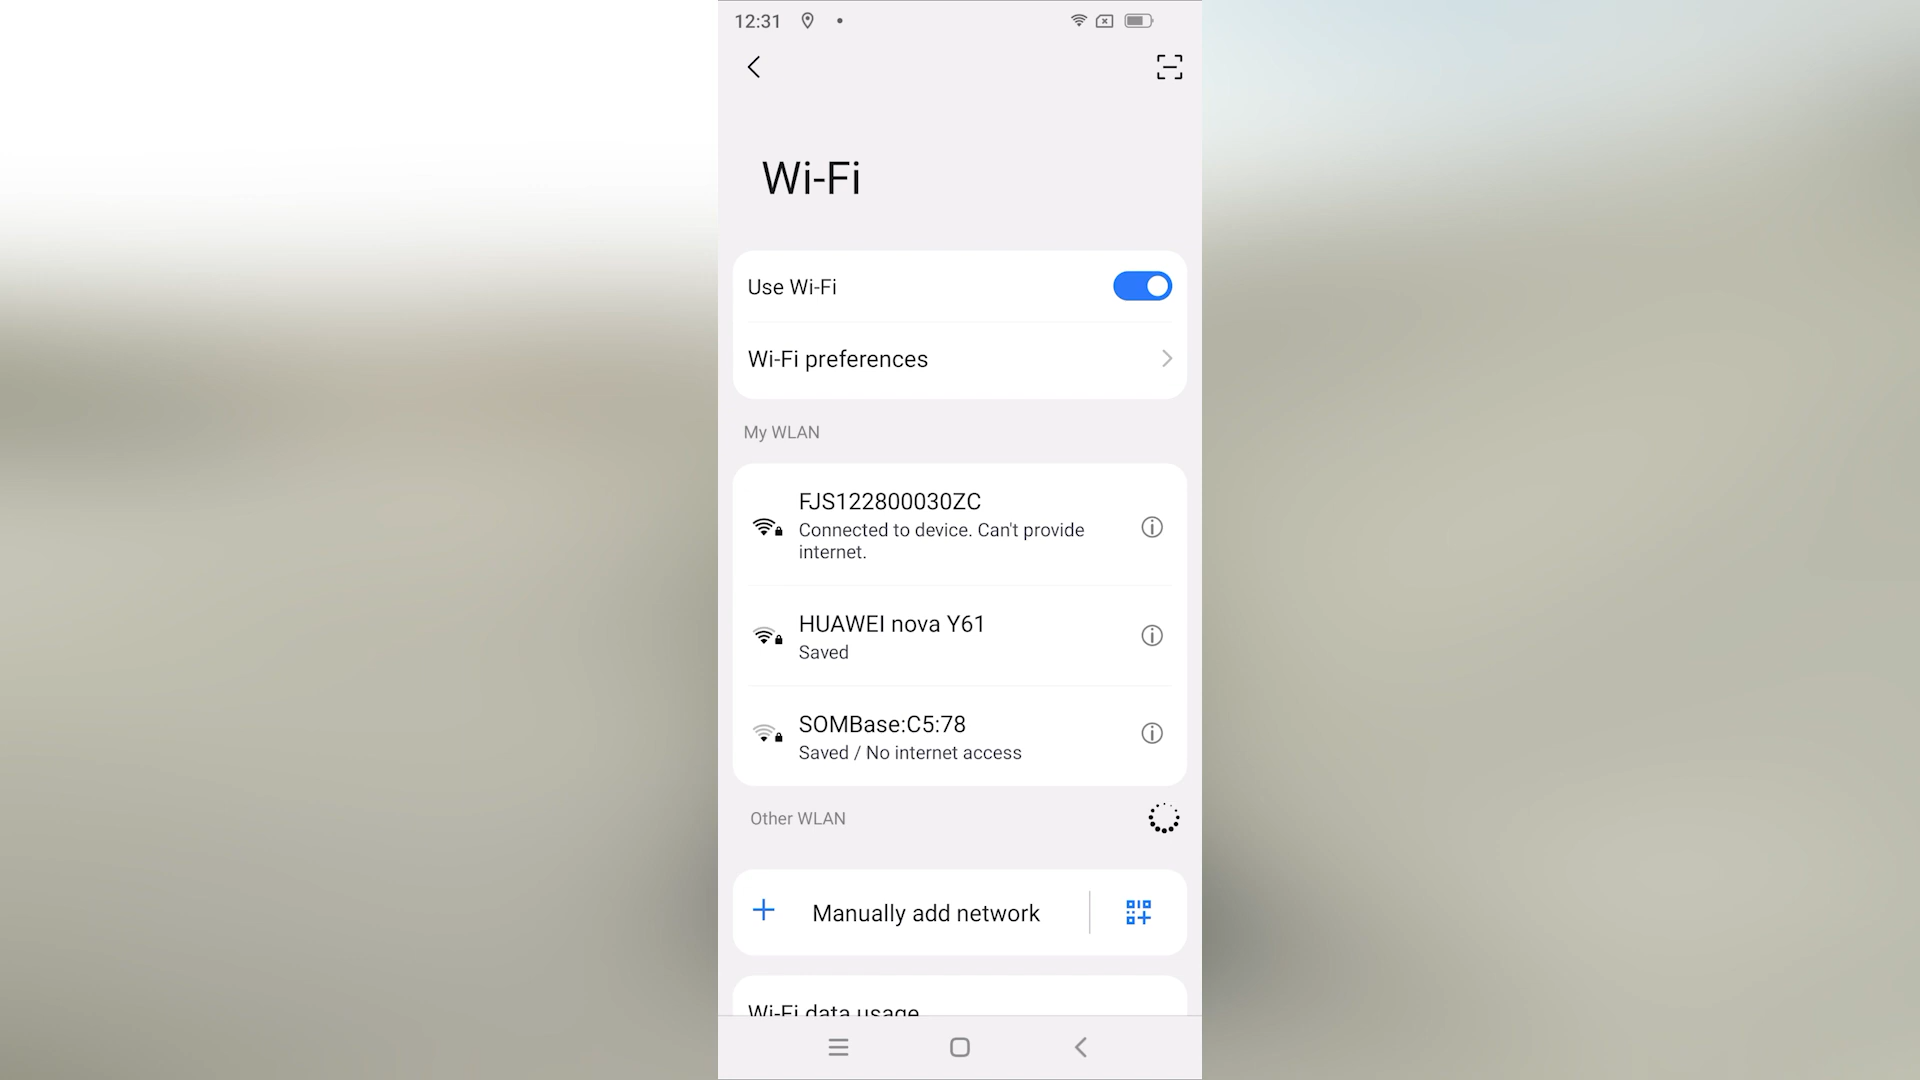 12:31
Wi-Fi
Use Wi-Fi
Wi-Fi preferences
My WLAN
FJS122800030ZC
Connected to device. Can't provide
internet.
HUAWEI nova Y61
Saved
SOMBase:C5:78
Saved / No internet access
Other WLAN
Manually add network
Wi-Fi data usage